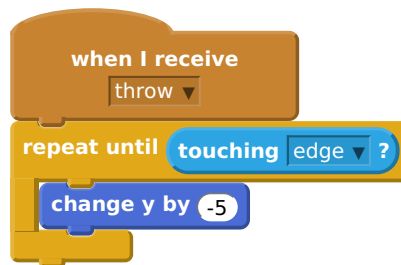 when I receive
throw
repeat until touching edge ?
change y by -5